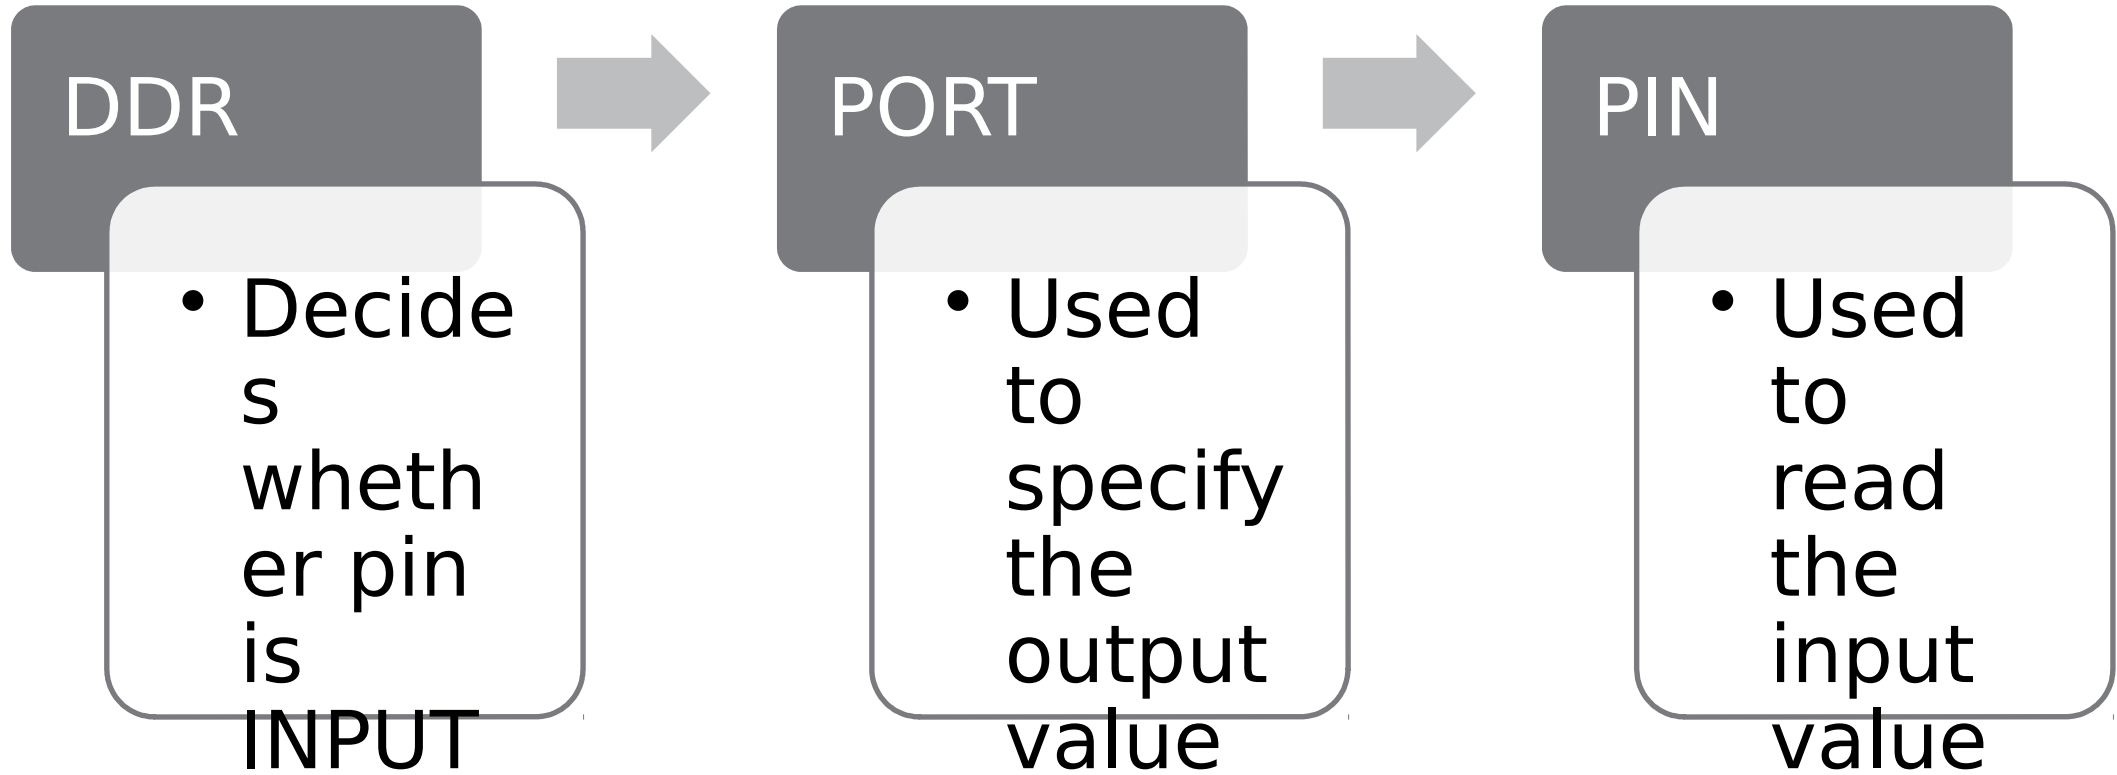 DDR
• Decide
s
wheth
er pin
is
INPUT
PORT
• Used
to
specify
the
output
value
PIN
• Used
to
read
the
input
value